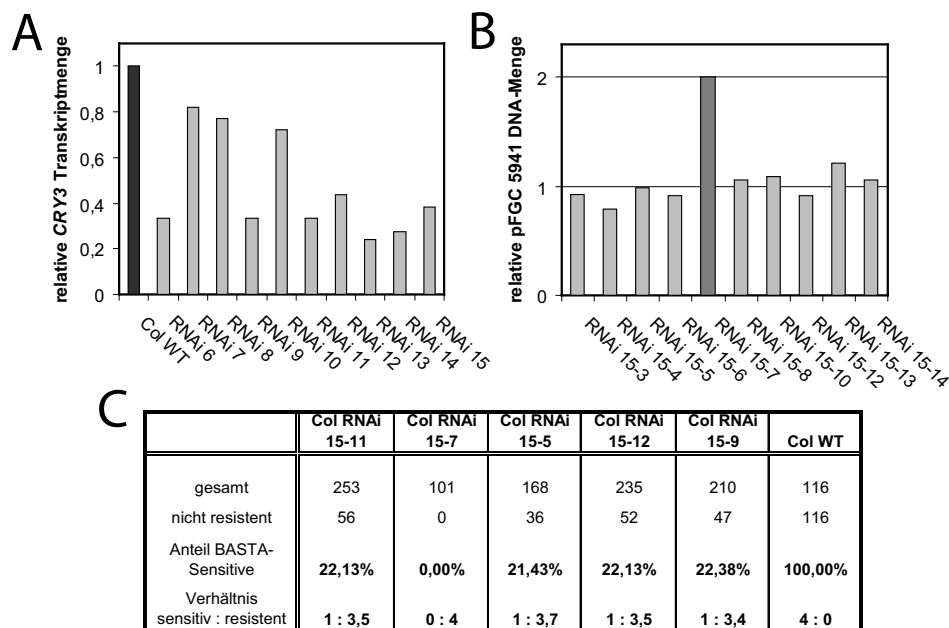 A
relative CRY3 Transkriptmenge
1
0,8
0,6
0,4
0,2
0
Col WT
RNAi 6
RNAi 7
RNAi 8
RNAi 9
RNAi 10
RNAi 11
RNAi 12
RNAi 13
RNAi 14
RNAi 15
B
relative pFGC 5941 DNA-Menge
2
1
0
RNAi 15-3
RNAi 15-4
RNAi 15-5
RNAi 15-6
RNAi 15-7
RNAi 15-8
RNAi 15-10
RNAi 15-12
RNAi 15-13
RNAi 15-14
C
Col RNAi 15-11 Col RNAi 15-7 Col RNAi 15-5 Col RNAi 15-12 Col RNAi 15-9 Col WT
gesamt 253 101 168 235 210 116
nicht resistent 56 0 36 52 47 116
Anteil BASTA-
Sensitive 22,13% 0,00% 21,43% 22,13% 22,38% 100,00%
Verhältnis
sensitiv : resistent 1 : 3,5 0 : 4 1 : 3,7 1 : 3,5 1 : 3,4 4 : 0